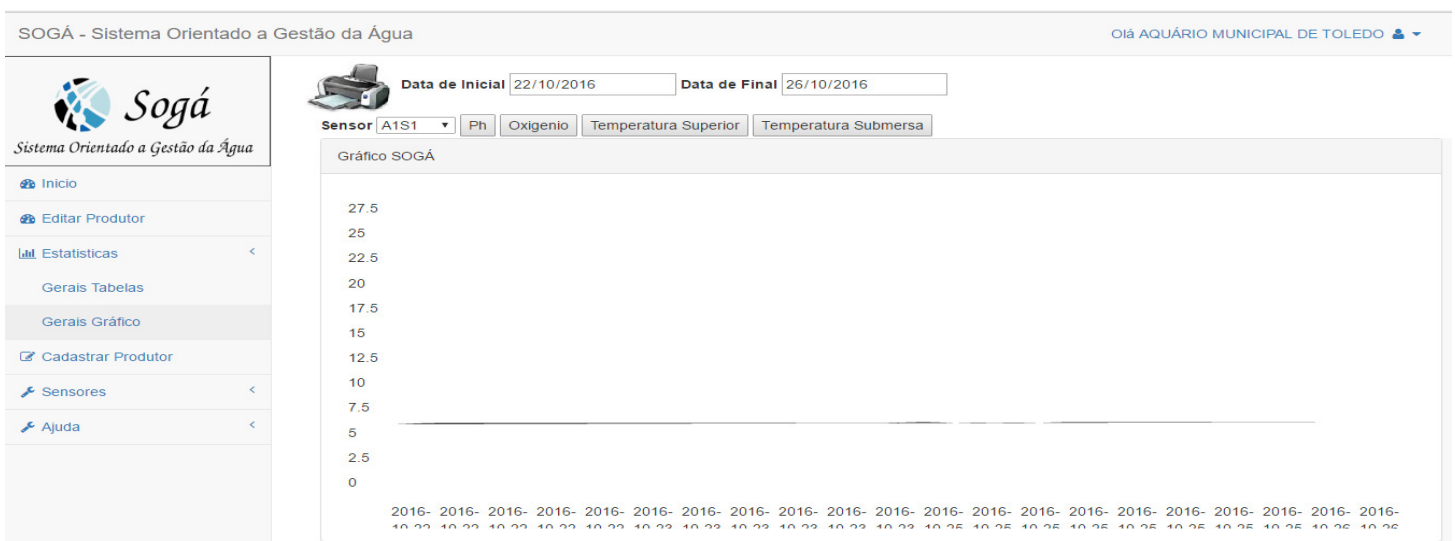 SOGÁ - Sistema Orientado a Gestão da Água
Olá AQUÁRIO MUNICIPAL DE TOLEDO
Sogá
Sistema Orientado a Gestão da Água
Inicio
Editar Produtor
Estatisticas
Gerais Tabelas
Gerais Gráfico
Cadastrar Produtor
Sensores
Ajuda
Data de Inicial 22/10/2016 Data de Final 26/10/2016
Sensor A1S1 Ph Oxigenio Temperatura Superior Temperatura Submersa
Gráfico SOGÁ
27.5
25
22.5
20
17.5
15
12.5
10
7.5
5
2.5
0
2016- 2016- 2016- 2016- 2016- 2016- 2016- 2016- 2016- 2016- 2016- 2016- 2016- 2016- 2016- 2016- 2016- 2016- 2016- 2016- 2016-